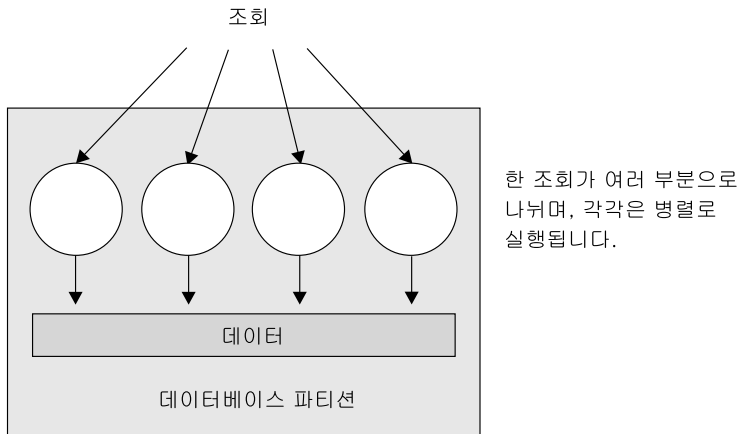 조회
한 조회가 여러 부분으로
나뉘며, 각각은 병렬로
실행됩니다.
데이터
데이터베이스 파티션